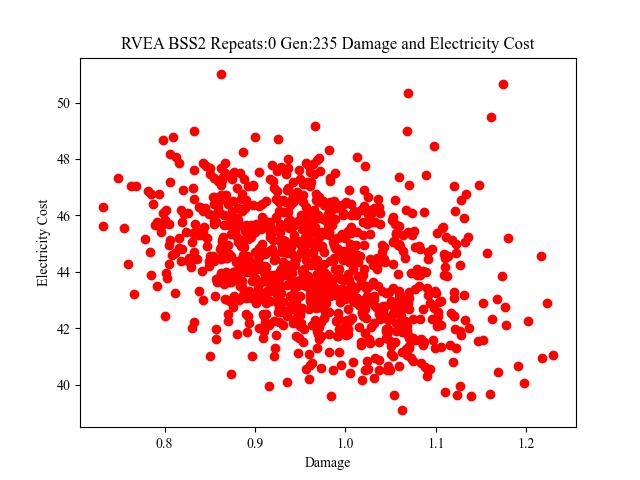 RVEA BSS2 Repeats:0 Gen:235 Damage and Electricity Cost
50
48
46
44
42
40
Electricity Cost
0.8 0.9 1.0 1.1 1.2
Damage